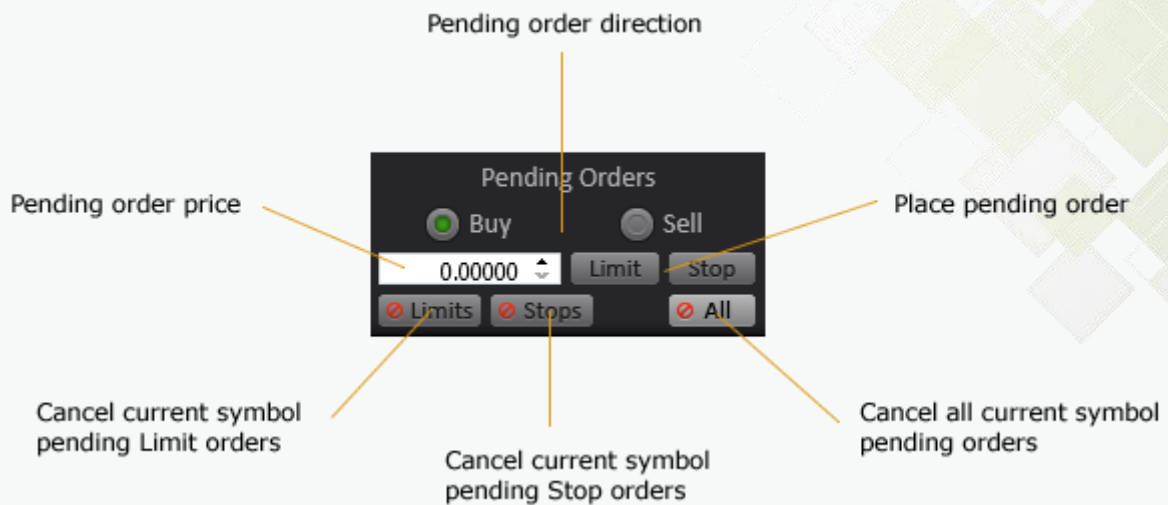 Pending order direction
Pending Orders
Pending order price
Buy
Sell
Place pending order
0.00000
Limit
Stop
Limits
Stops
All
Cancel current symbol
pending Limit orders
Cancel current symbol
pending Stop orders
Cancel all current symbol
pending orders